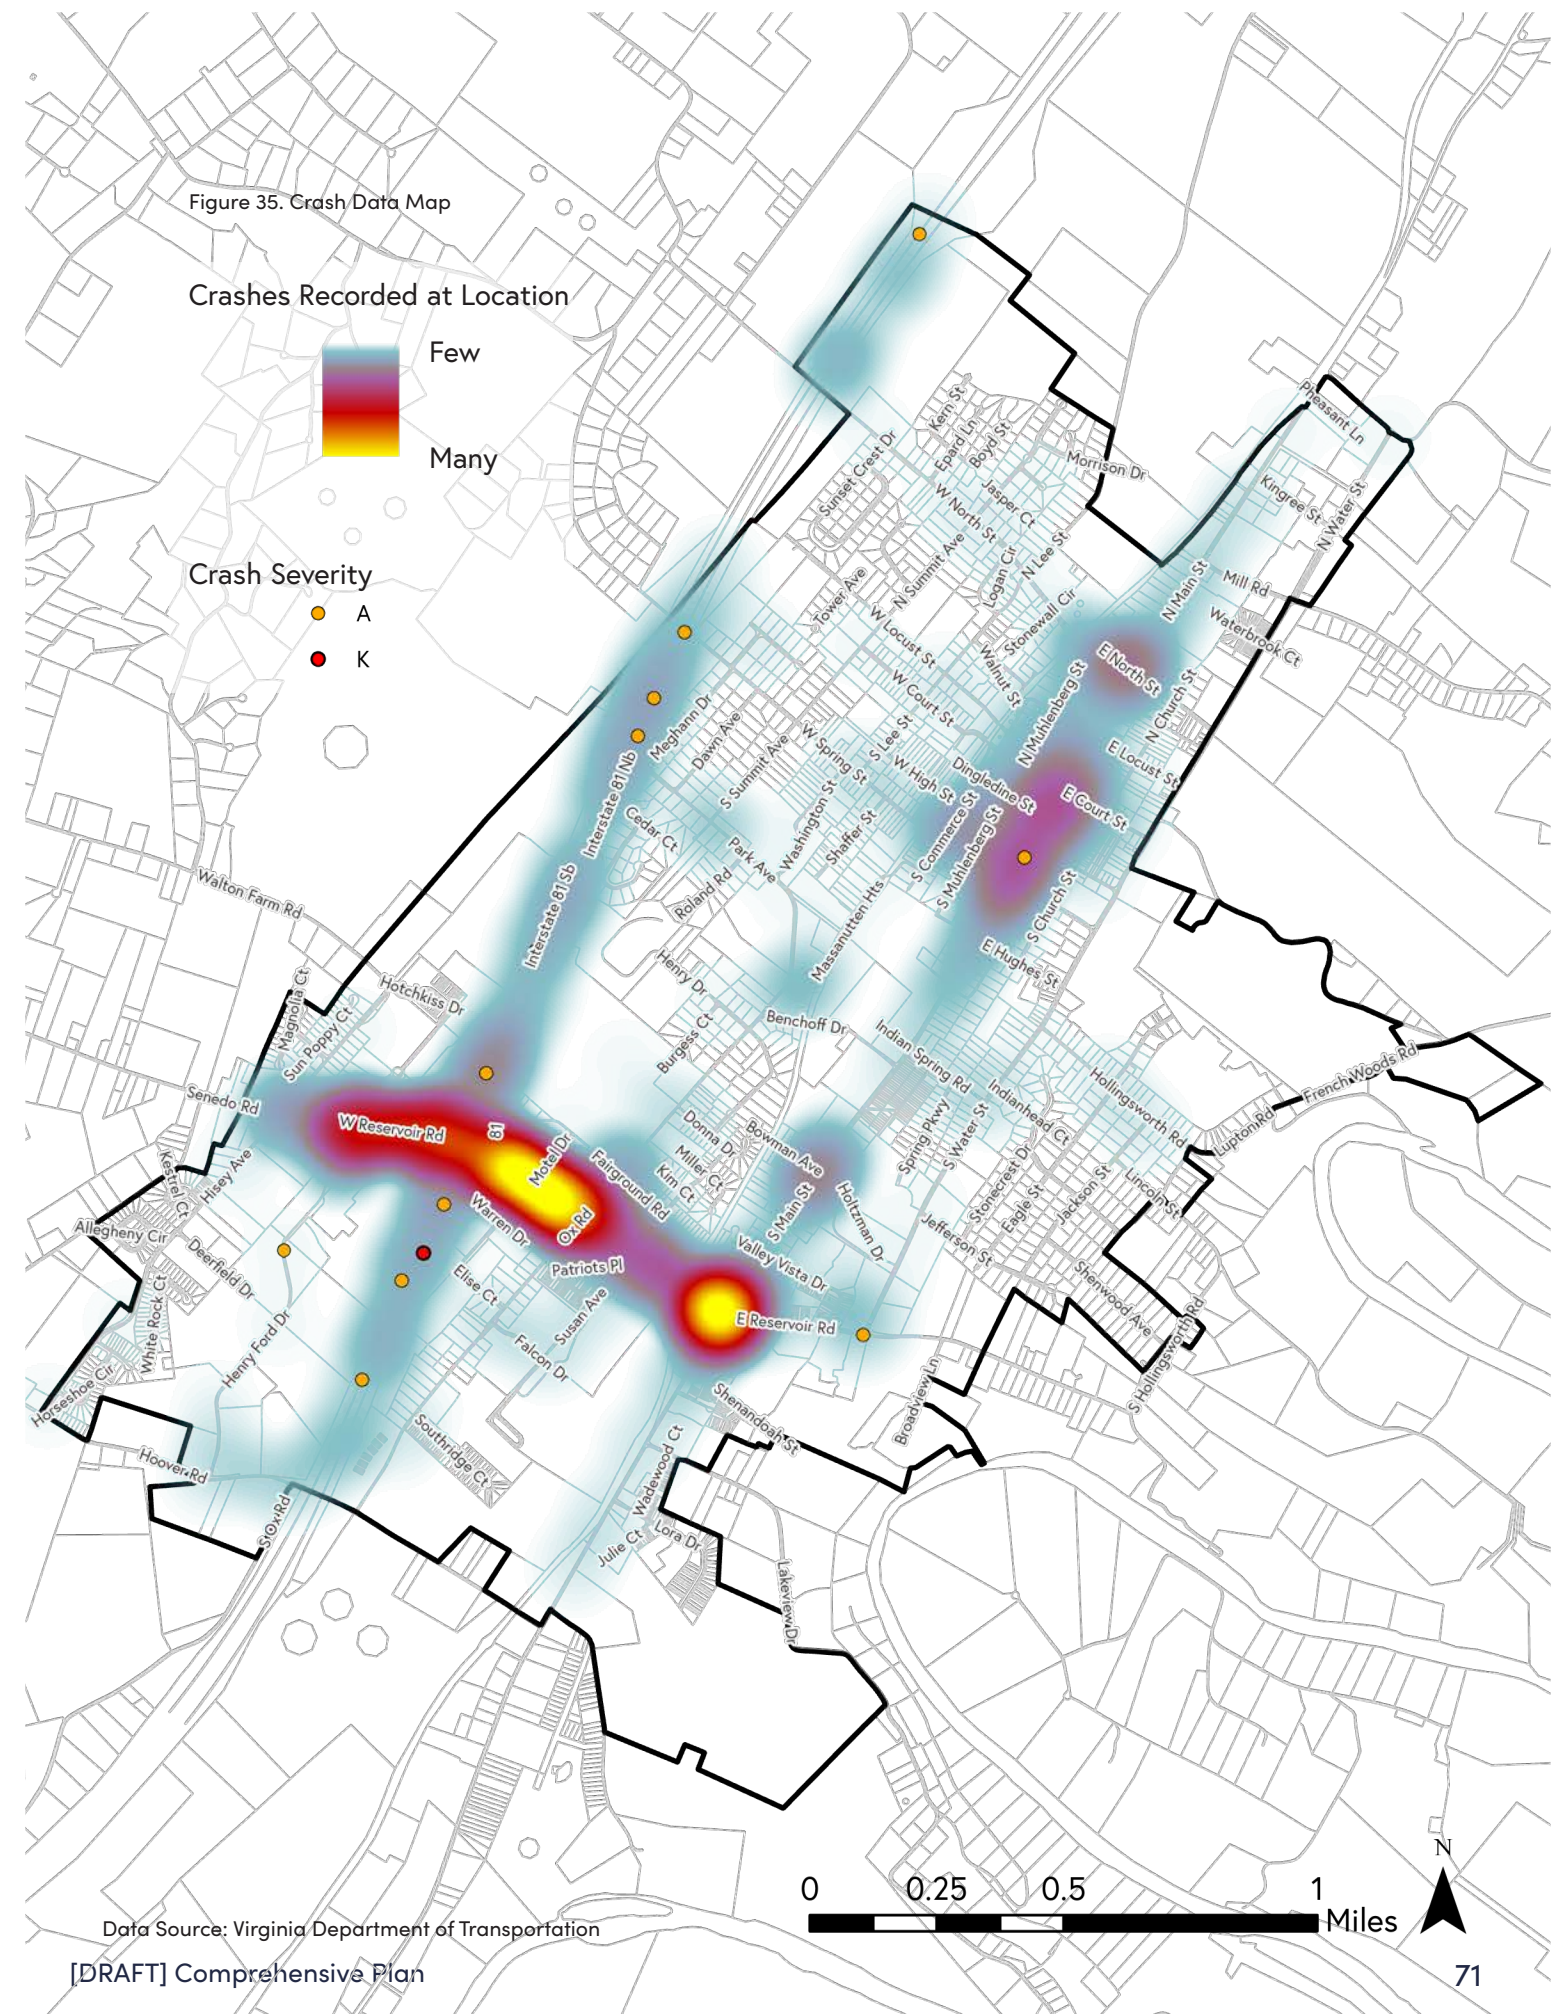 Figure 35. Crash Data Map
Crashes Recorded at Location
Few
Many
Crash Severity
A
K
Pheasant Ln
Kern St
Epard Ln
Boyd St
Morrison Dr
Sunset Crest Dr
Jasper Ct
W North St
Kingree St
N Water St
N Summit Ave
Logan Cir
N Lee St
Mill Rd
N Main St
Tower Ave
Stonewall Cir
Waterbrook Ct
W Locust St
Walnut St
E North St
W Court St
N Muhlenberg St
N Church St
Meghann Dr
Dawn Ave
S Summit Ave
W Spring St
S Lee St
W High St
Dingledine St
E Locust St
Interstate 81 Nb
E Court St
Cedar Ct
Washington St
Shaffer St
S Commerce St
S Muhlenberg St
Park Ave
Roland Rd
Walton Farm Rd
Interstate 81 Sb
Massanutten Hts
S Church St
E Hughes St
Henry Dr
Hotchkiss Dr
Magnolia Ct
Sun Poppy Ct
Benchoff Dr
Burgess Ct
Indian Spring Rd
Indianhead Ct
Hollingsworth Rd
French Woods Rd
Lupton Rd
Senedo Rd
W Reservoir Rd
81
Motel Dr
Donna Dr
Bowman Ave
Spring Pkwy
S Water St
Kestrel Ct
Hisey Ave
Fairground Rd
Miller Ct
Kim Ct
Stonecrest Dr
Eagle St
Jackson St
Lincoln St
Holtzman Dr
S Main St
Warren Dr
Ox Rd
Allegheny Cir
Deerfield Dr
Jefferson St
Valley Vista Dr
Patriots Pl
Elise Ct
Susan Ave
Shenwood Ave
E Reservoir Rd
White Rock Ct
Henry Ford Dr
Falcon Dr
S Hollingsworth Rd
Horseshoe Cir
Broadview Ln
Shenandoah St
Southridge Ct
Wadewood Ct
Hoover Rd
S Ox Rd
Julie Ct
Lora Dr
Lakeview Dr
N
0 0.25 0.5 1
Miles
Data Source: Virginia Department of Transportation
[DRAFT] Comprehensive Plan
71